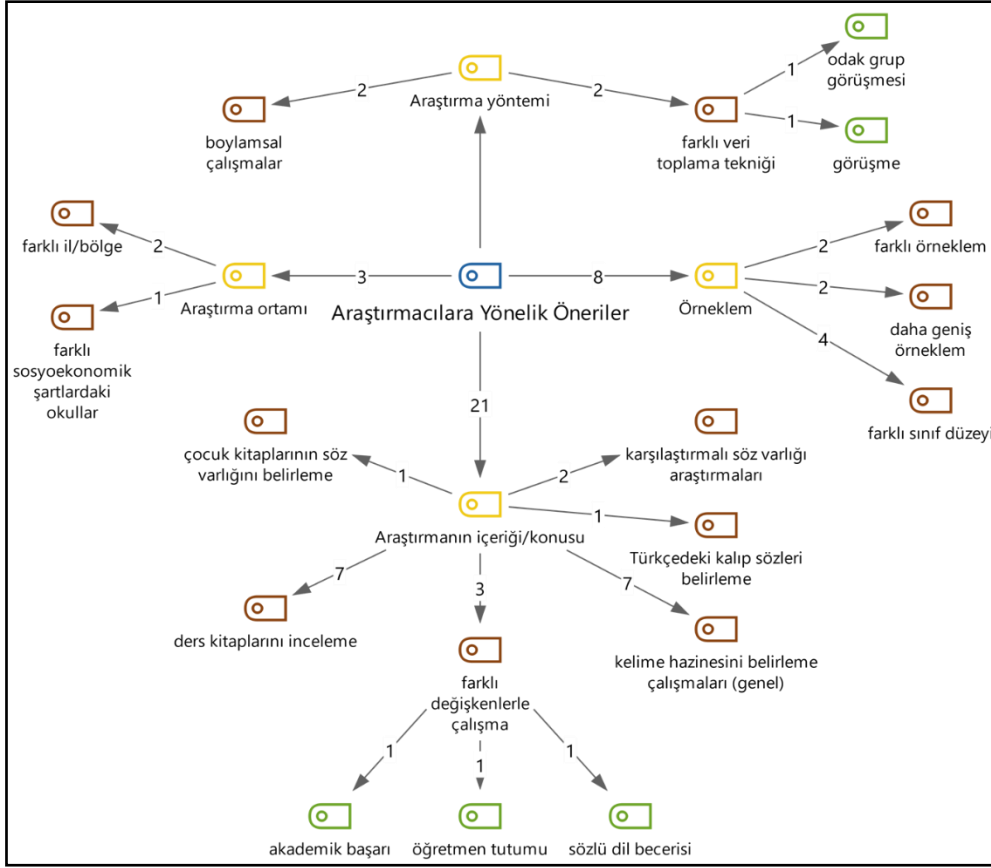 odak grup
görüşmesi
1
2
Araştırma yöntemi
2
boylamsal
çalışmalar
farklı veri
toplama tekniği
1
görüşme
farklı il/bölge
2
farklı örneklem
2
3
Araştırmacılara Yönelik Öneriler
8
Araştırma ortamı
1
Örneklem
2
daha geniş
örneklem
farklı
sosyoekonomik
şartlardaki
okullar
4
farklı sınıf düzeyi
21
çocuk kitaplarının söz
varlığını belirleme
1
karşılaştırmalı söz varlığı
araştırmaları
2
Araştırmanın içeriği/konusu
1
Türkçedeki kalıp sözleri
belirleme
7
3
7
ders kitaplarını inceleme
kelime hazinesini belirleme
çalışmaları (genel)
farklı
değişkenlerle
çalışma
1
1
1
akademik başarı
öğretmen tutumu
sözlü dil becerisi